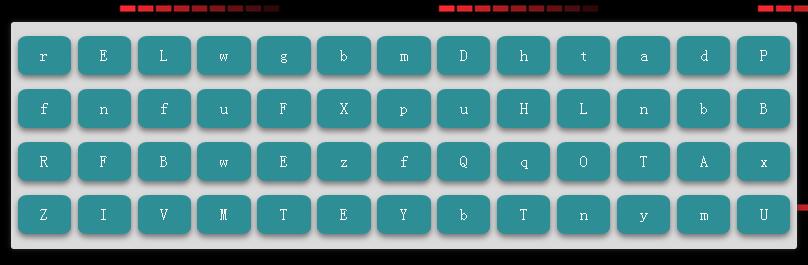 r E L w g b m D h t a d P
f n f u F X p u H L n b B
R F B w E z f Q q O T A x
Z I V M T E Y b T n y m U